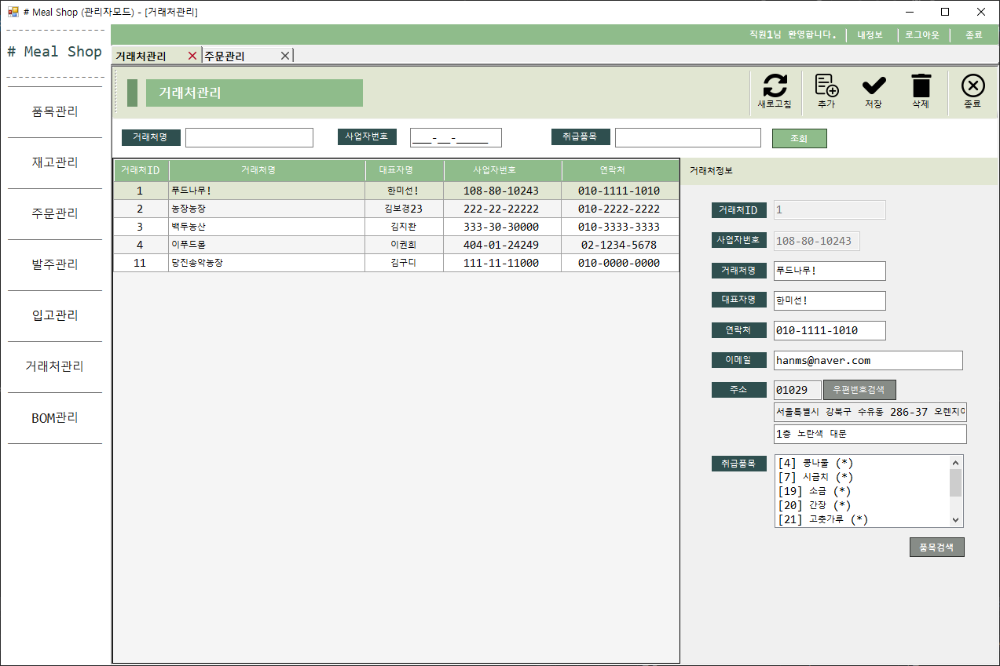 # Meal Shop (관리자모드) - [거래처관리]
# Meal Shop
직원1님 환영합니다. 내정보 로그아웃 종료
거래처관리 주문관리
거래처관리
새로고침 추가 저장 삭제 종료
품목관리
재고관리
주문관리
발주관리
입고관리
거래처관리
BOM관리
거래처명 사업자번호 ___-__-_____ 취급품목 조회
거래처ID 거래처명 대표자명 사업자번호 연락처
1 푸드나무! 한미선! 108-80-10243 010-1111-1010
2 농장농장 김보경23 222-22-22222 010-2222-2222
3 백두농산 김지환 333-30-30000 010-3333-3333
4 이푸드몰 이권희 404-01-24249 02-1234-5678
11 당진송악농장 김구디 111-11-11000 010-0000-0000
거래처정보
거래처ID 1
사업자번호 108-80-10243
거래처명 푸드나무!
대표자명 한미선!
연락처 010-1111-1010
이메일 hanms@naver.com
주소 01029 우편번호검색
서울특별시 강북구 수유동 286-37 오렌지
1층 노란색 대문
취급품목 [4] 콩나물 (*)
[7] 시금치 (*)
[19] 소금 (*)
[20] 간장 (*)
[21] 고춧가루 (*)
품목검색